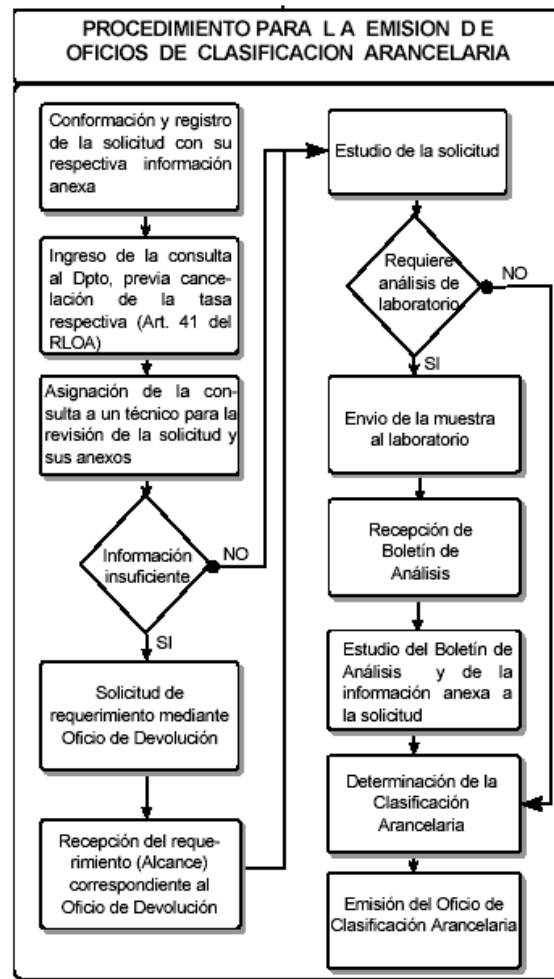 PROCEDIMIENTO PARA L A EMISION D E
OFICIOS DE CLASIFICACION ARANCELARIA
Conformación y registro
de la solicitud con su
respectiva información
anexa
Ingreso de la consulta
al Dpto, previa cance-
lación de la tasa
respectiva (Art. 41 del
RLOA)
Asignación de la con-
sulta a un técnico para la
revisión de la solicitud y
sus anexos
Información
insuficiente
NO
SI
Solicitud de
requerimiento mediante
Oficio de Devolución
Recepción del reque-
rimiento (Alcance)
correspondiente al
Oficio de Devolución
Estudio de la solicitud
Requiere
análisis de
laboratorio
NO
SI
Envio de la muestra
al laboratorio
Recepción de
Boletín de
Análisis
Estudio del Boletín de
Análisis y de la
información anexa a
la solicitud
Determinación de la
Clasificación
Arancelaria
Emisión del Oficio de
Clasificación Arancelaria